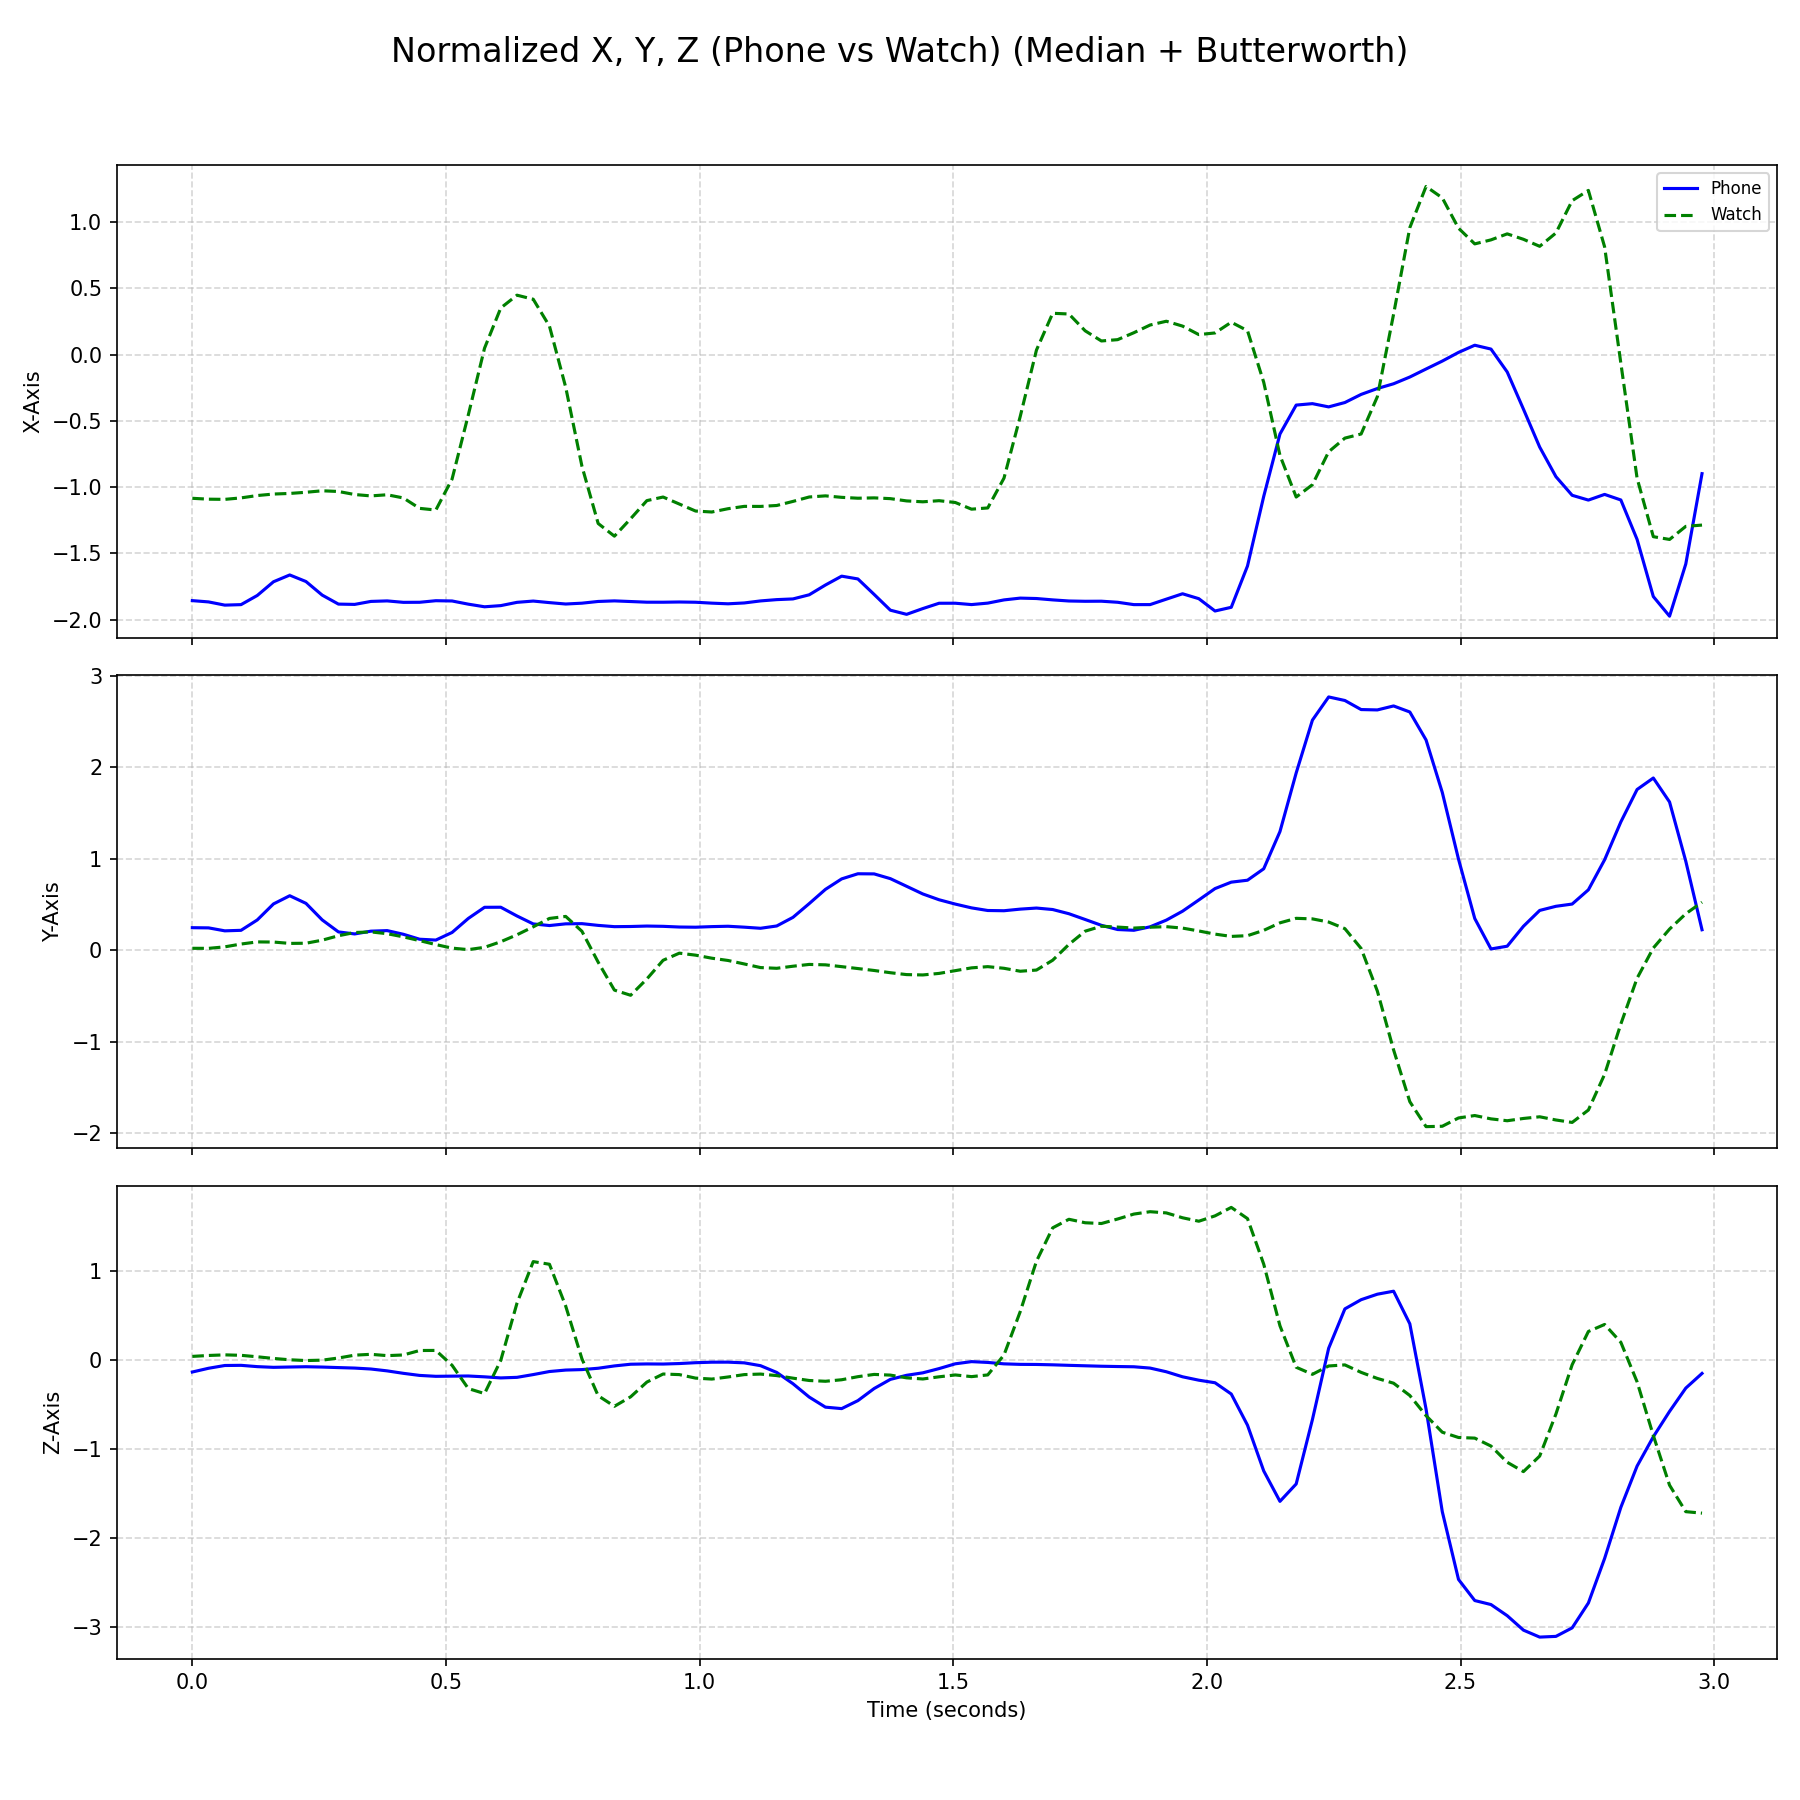 Normalized X, Y, Z (Phone vs Watch) (Median + Butterworth)
Phone
Watch
X-Axis
1.0
0.5
0.0
−0.5
−1.0
−1.5
−2.0
Y-Axis
3
2
1
0
−1
−2
Z-Axis
1
0
−1
−2
−3
0.0 0.5 1.0 1.5 2.0 2.5 3.0
Time (seconds)